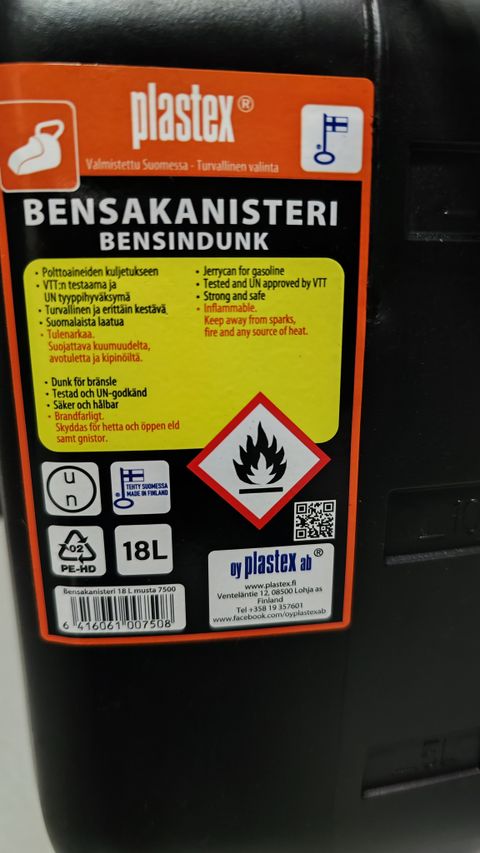 plastex®
Valmistettu Suomessa - Turvallinen valinta
BENSAKANISTERI
BENSINDUNK
• Polttoaineiden kuljetukseen
• VTT:n testaama ja
UN tyyppihyväksymä
• Turvallinen ja erittäin kestävä
• Suomalaista laatua
• Tulenarkaa.
Suojattava kuumuudelta,
avotuletta ja kipinöiltä.
• Dunk för bränsle
• Testad och UN-godkänd
• Säker och hålbar
• Brandfarligt.
Skyddas för hetta och öppen eld
samt gnistor.
• Jerrycan for gasoline
• Tested and UN approved by VTT
• Strong and safe
• Inflammable.
Keep away from sparks,
fire and any source of heat.
u
n
TEHTY SUOMESSA
MADE IN FINLAND
02
PE-HD
18L
Bensakanisteri 18 L musta 7500
6 416061 007508
oy plastex ab®
www.plastex.fi
Venteläntie 12, 08500 Lohja as
Finland
Tel +358 19 357601
www.facebook.com/oyplastexab
10
5L